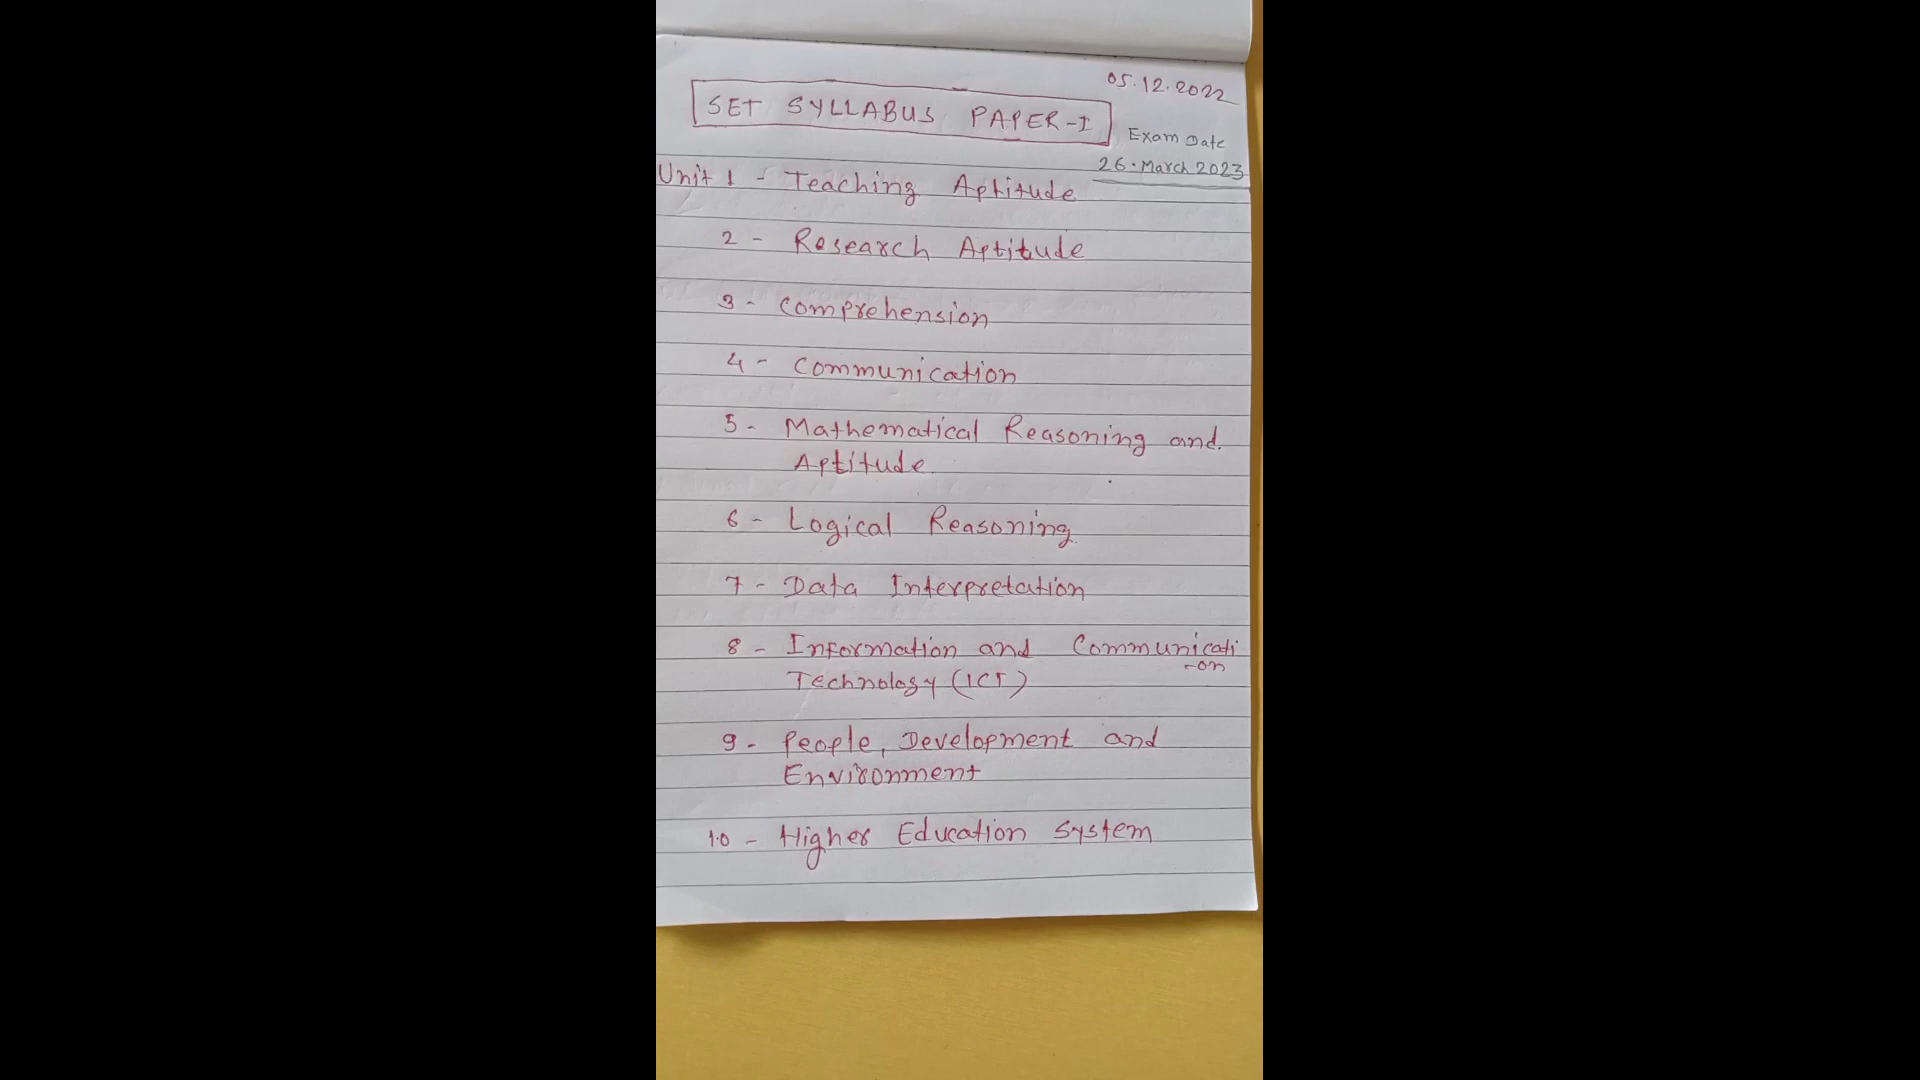 05.12.2022
SET SYLLABUS PAPER-I
Exam Date
26.March 2023
Unit 1 - Teaching Aptitude
2 - Research Aptitude
3 - Comprehension
4 - Communication
5 - Mathematical Reasoning and
Aptitude
6 - Logical Reasoning
7 - Data Interpretation
8 - Information and Communicati
-on
Technology (ICT)
9 - People, Development and
Environment
10 - Higher Education System